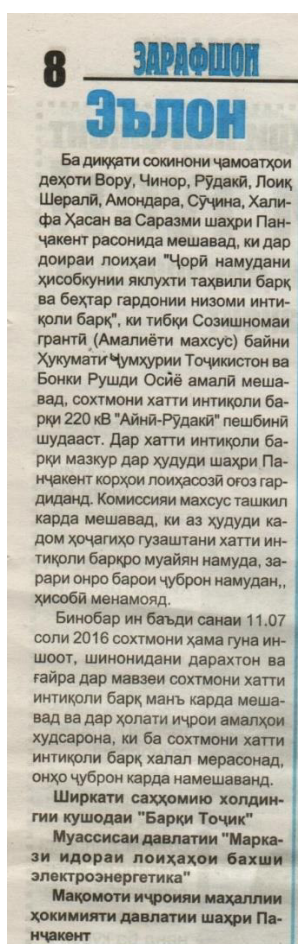 8 ЗАРАФШОН
Эълон
Ба диққати сокинони ҷамоатҳои
деҳоти Вору, Чинор, Рӯдакӣ, Лоиқ
Шералӣ, Амондара, Сӯҷина, Хали-
фа Ҳасан ва Саразми шаҳри Пан-
ҷакент расонида мешавад, ки дар
доираи лоиҳаи "Ҷорӣ намудани
ҳисобкунии яклухти таҳвили барқ
ва беҳтар гардонии низоми инти-
қоли барқ", ки тибқи Созишномаи
грантӣ (Амалиёти махсус) байни
Ҳукумати Ҷумҳурии Тоҷикистон ва
Бонки Рушди Осиё амалӣ меша-
вад, сохтмони хатти интиқоли ба-
рқи 220 кВ "Айнӣ-Рӯдакӣ" пешбинӣ
шудааст. Дар хатти интиқоли ба-
рқи мазкур дар ҳудуди шаҳри Па-
нҷакент корҳои лоиҳасозӣ оғоз гар-
диданд. Комиссияи махсус ташкил
карда мешавад, ки аз ҳудуди ка-
дом ҳоҷагиҳо гузаштани хатти ин-
тиқоли барқро муайян намуда, за-
рари онро барои ҷуброн намудан,,
ҳисобӣ менамояд.
Бинобар ин баъди санаи 11.07
соли 2016 сохтмони ҳама гуна ин-
шоот, шинонидани дарахтон ва
ғайра дар мавзеи сохтмони хатти
интиқоли барқ манъ карда меша-
вад ва дар ҳолати иҷрои амалҳои
худсарона, ки ба сохтмони хатти
интиқоли барқ халал мерасонад,
онҳо ҷуброн карда намешаванд.
Ширкати саҳҳомию холдин-
гии кушодаи "Барқи Тоҷик"
Муассисаи давлатии "Марка-
зи идораи лоиҳаҳои бахши
электроэнергетика"
Мақомоти иҷроияи маҳаллии
ҳокимияти давлатии шаҳри Па-
нҷакент